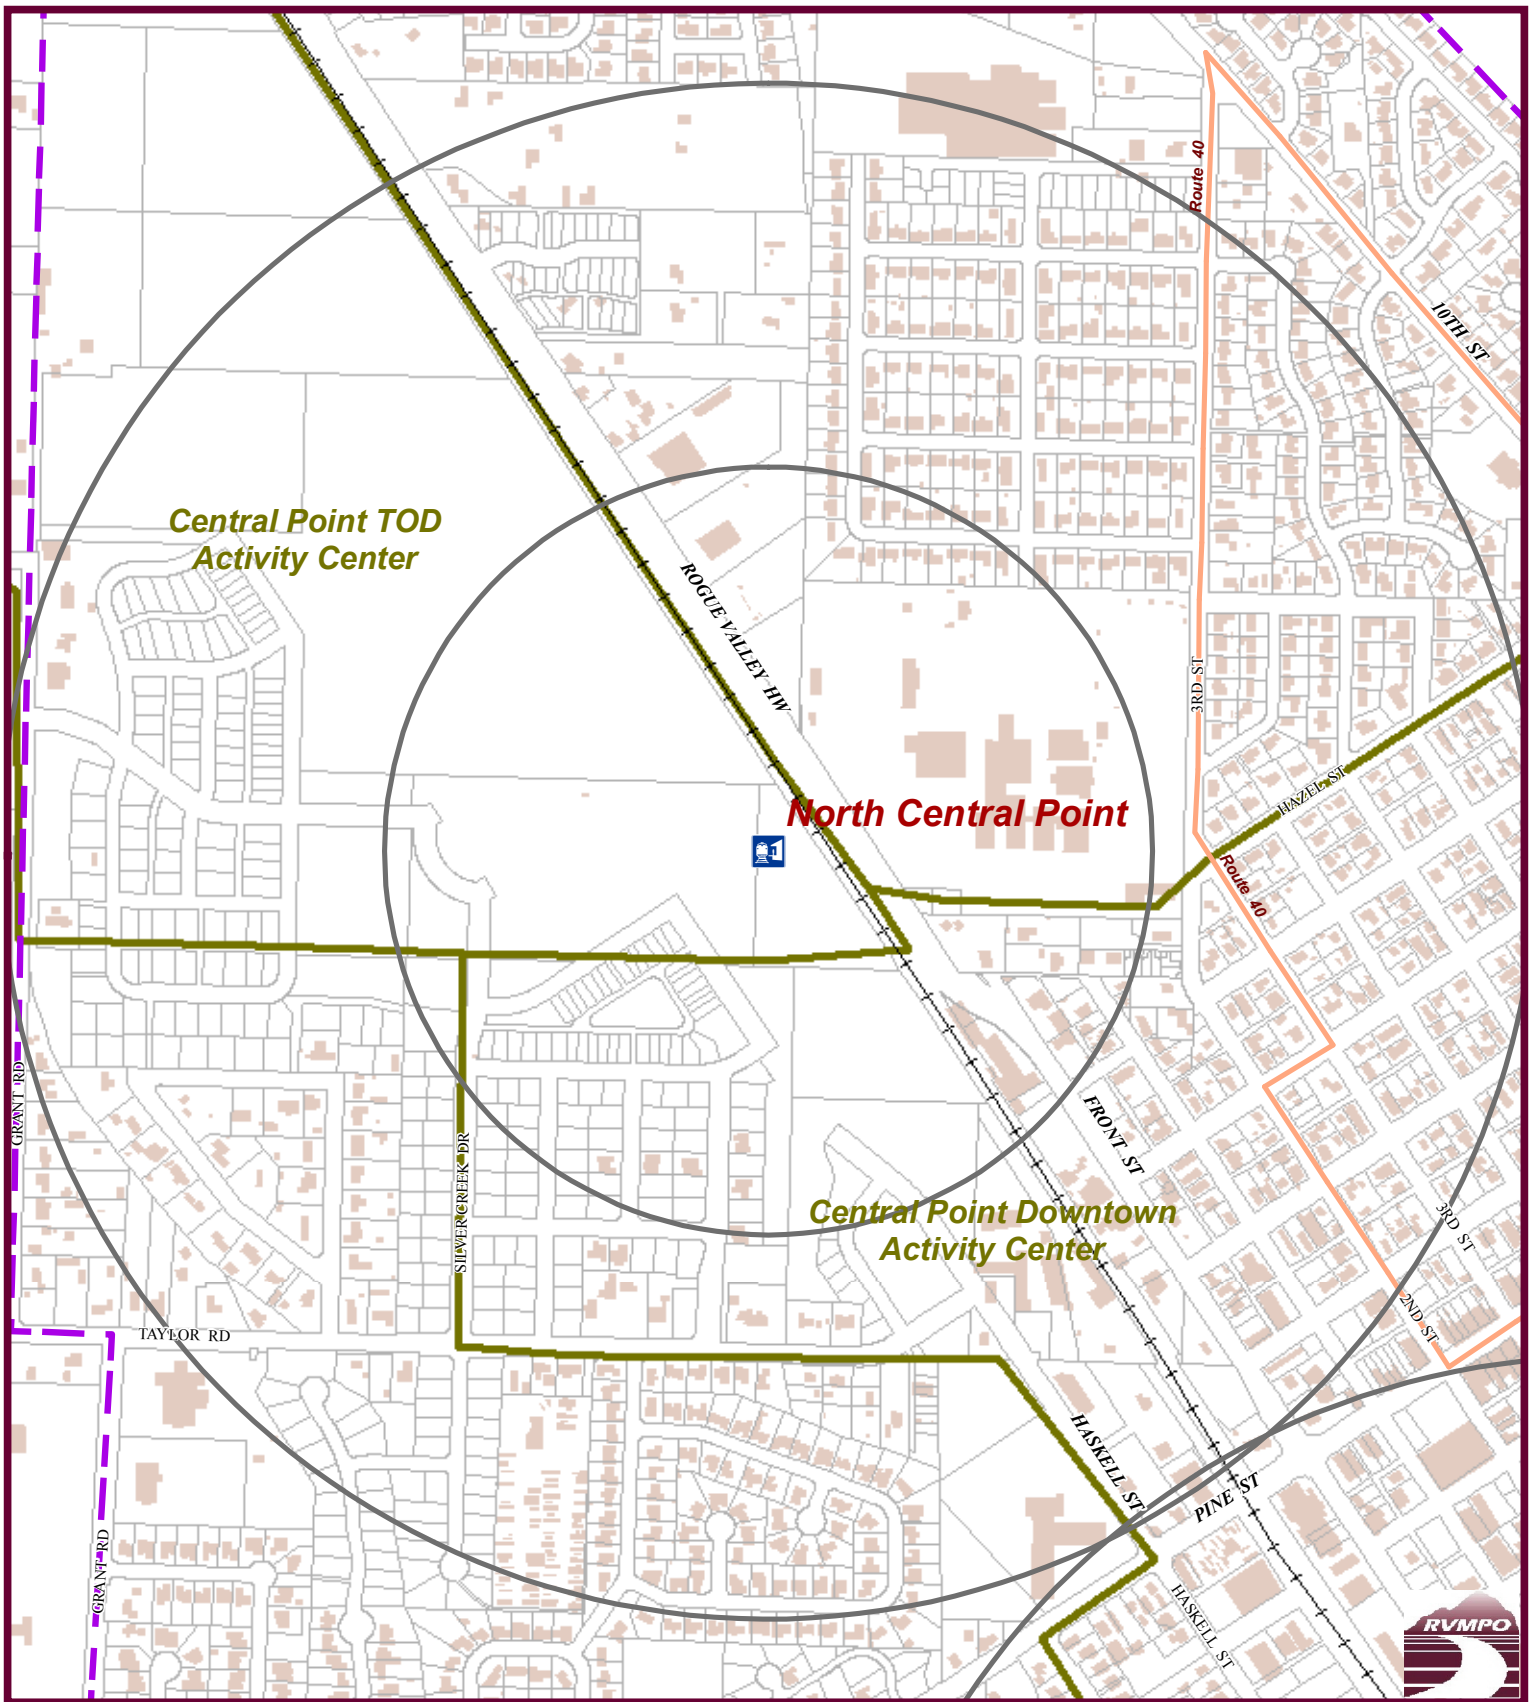 Route 40
10TH ST
Central Point TOD
Activity Center
ROGUE VALLEY HW
3RD ST
HAZEL ST
North Central Point
Route 40
GRANT RD
FRONT ST
SILVER CREEK DR
Central Point Downtown
Activity Center
3RD ST
2ND ST
TAYLOR RD
HASKELL ST
PINE ST
GRANT RD
HASKELL ST
RVMPO